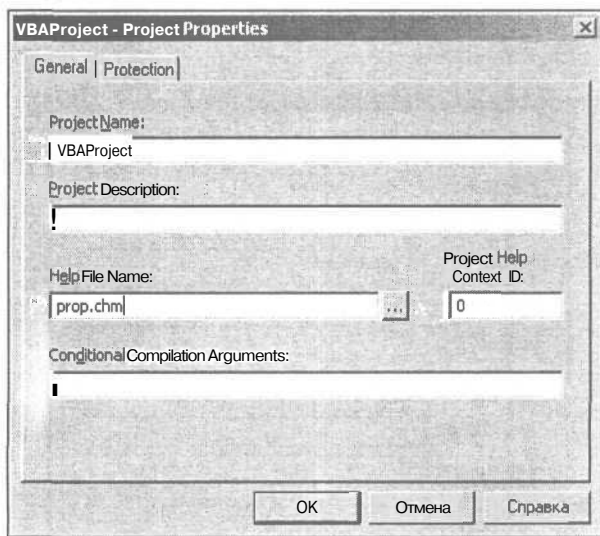 VBAProject - Project Properties
General | Protection
Project Name:
VBAProject
Project Description:
Help File Name:
Project Help
Context ID:
prop.chm
...
0
Conditional Compilation Arguments:
OK
Отмена
Справка